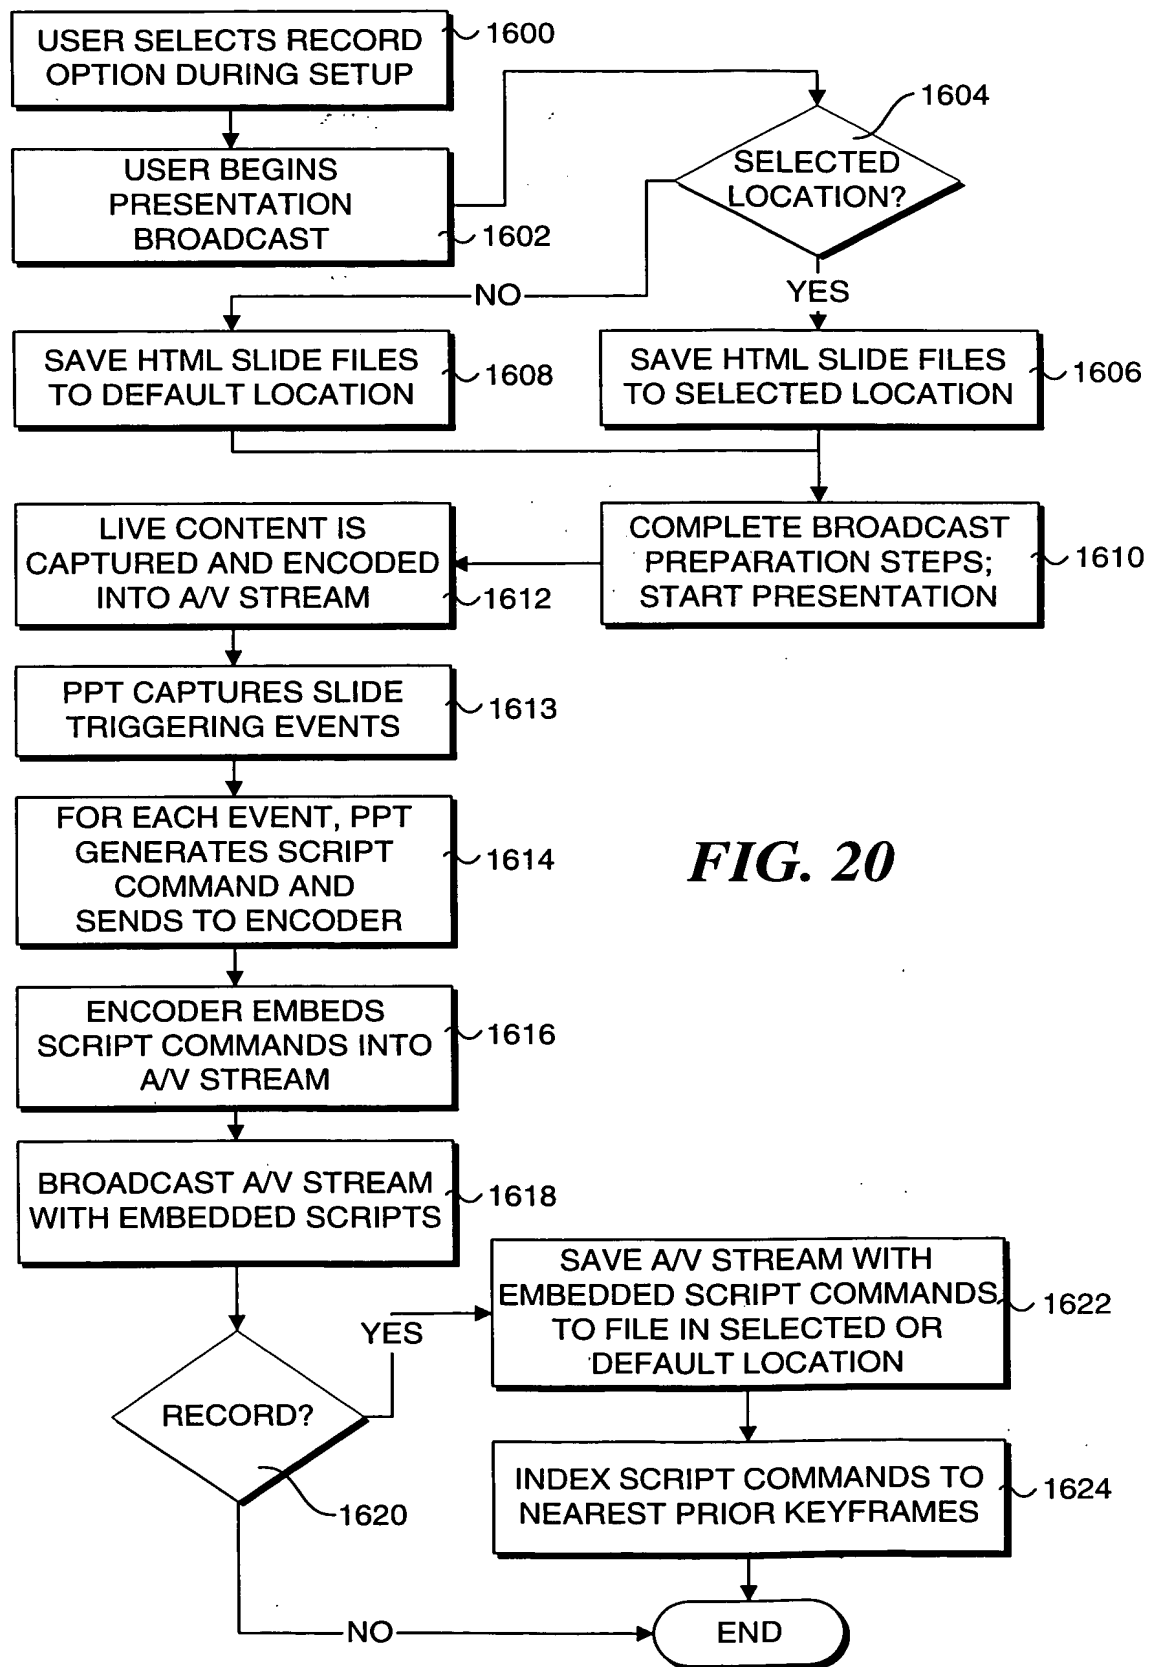 USER SELECTS RECORD
OPTION DURING SETUP
1600
USER BEGINS
PRESENTATION
BROADCAST
1602
1604
SELECTED
LOCATION?
NO
YES
SAVE HTML SLIDE FILES
TO DEFAULT LOCATION
1608
SAVE HTML SLIDE FILES
TO SELECTED LOCATION
1606
COMPLETE BROADCAST
PREPARATION STEPS;
START PRESENTATION
1610
LIVE CONTENT IS
CAPTURED AND ENCODED
INTO A/V STREAM
1612
PPT CAPTURES SLIDE
TRIGGERING EVENTS
1613
FOR EACH EVENT, PPT
GENERATES SCRIPT
COMMAND AND
SENDS TO ENCODER
1614
FIG. 20
ENCODER EMBEDS
SCRIPT COMMANDS INTO
A/V STREAM
1616
BROADCAST A/V STREAM
WITH EMBEDDED SCRIPTS
1618
RECORD?
1620
YES
SAVE A/V STREAM WITH
EMBEDDED SCRIPT COMMANDS
TO FILE IN SELECTED OR
DEFAULT LOCATION
1622
INDEX SCRIPT COMMANDS TO
NEAREST PRIOR KEYFRAMES
1624
NO
END